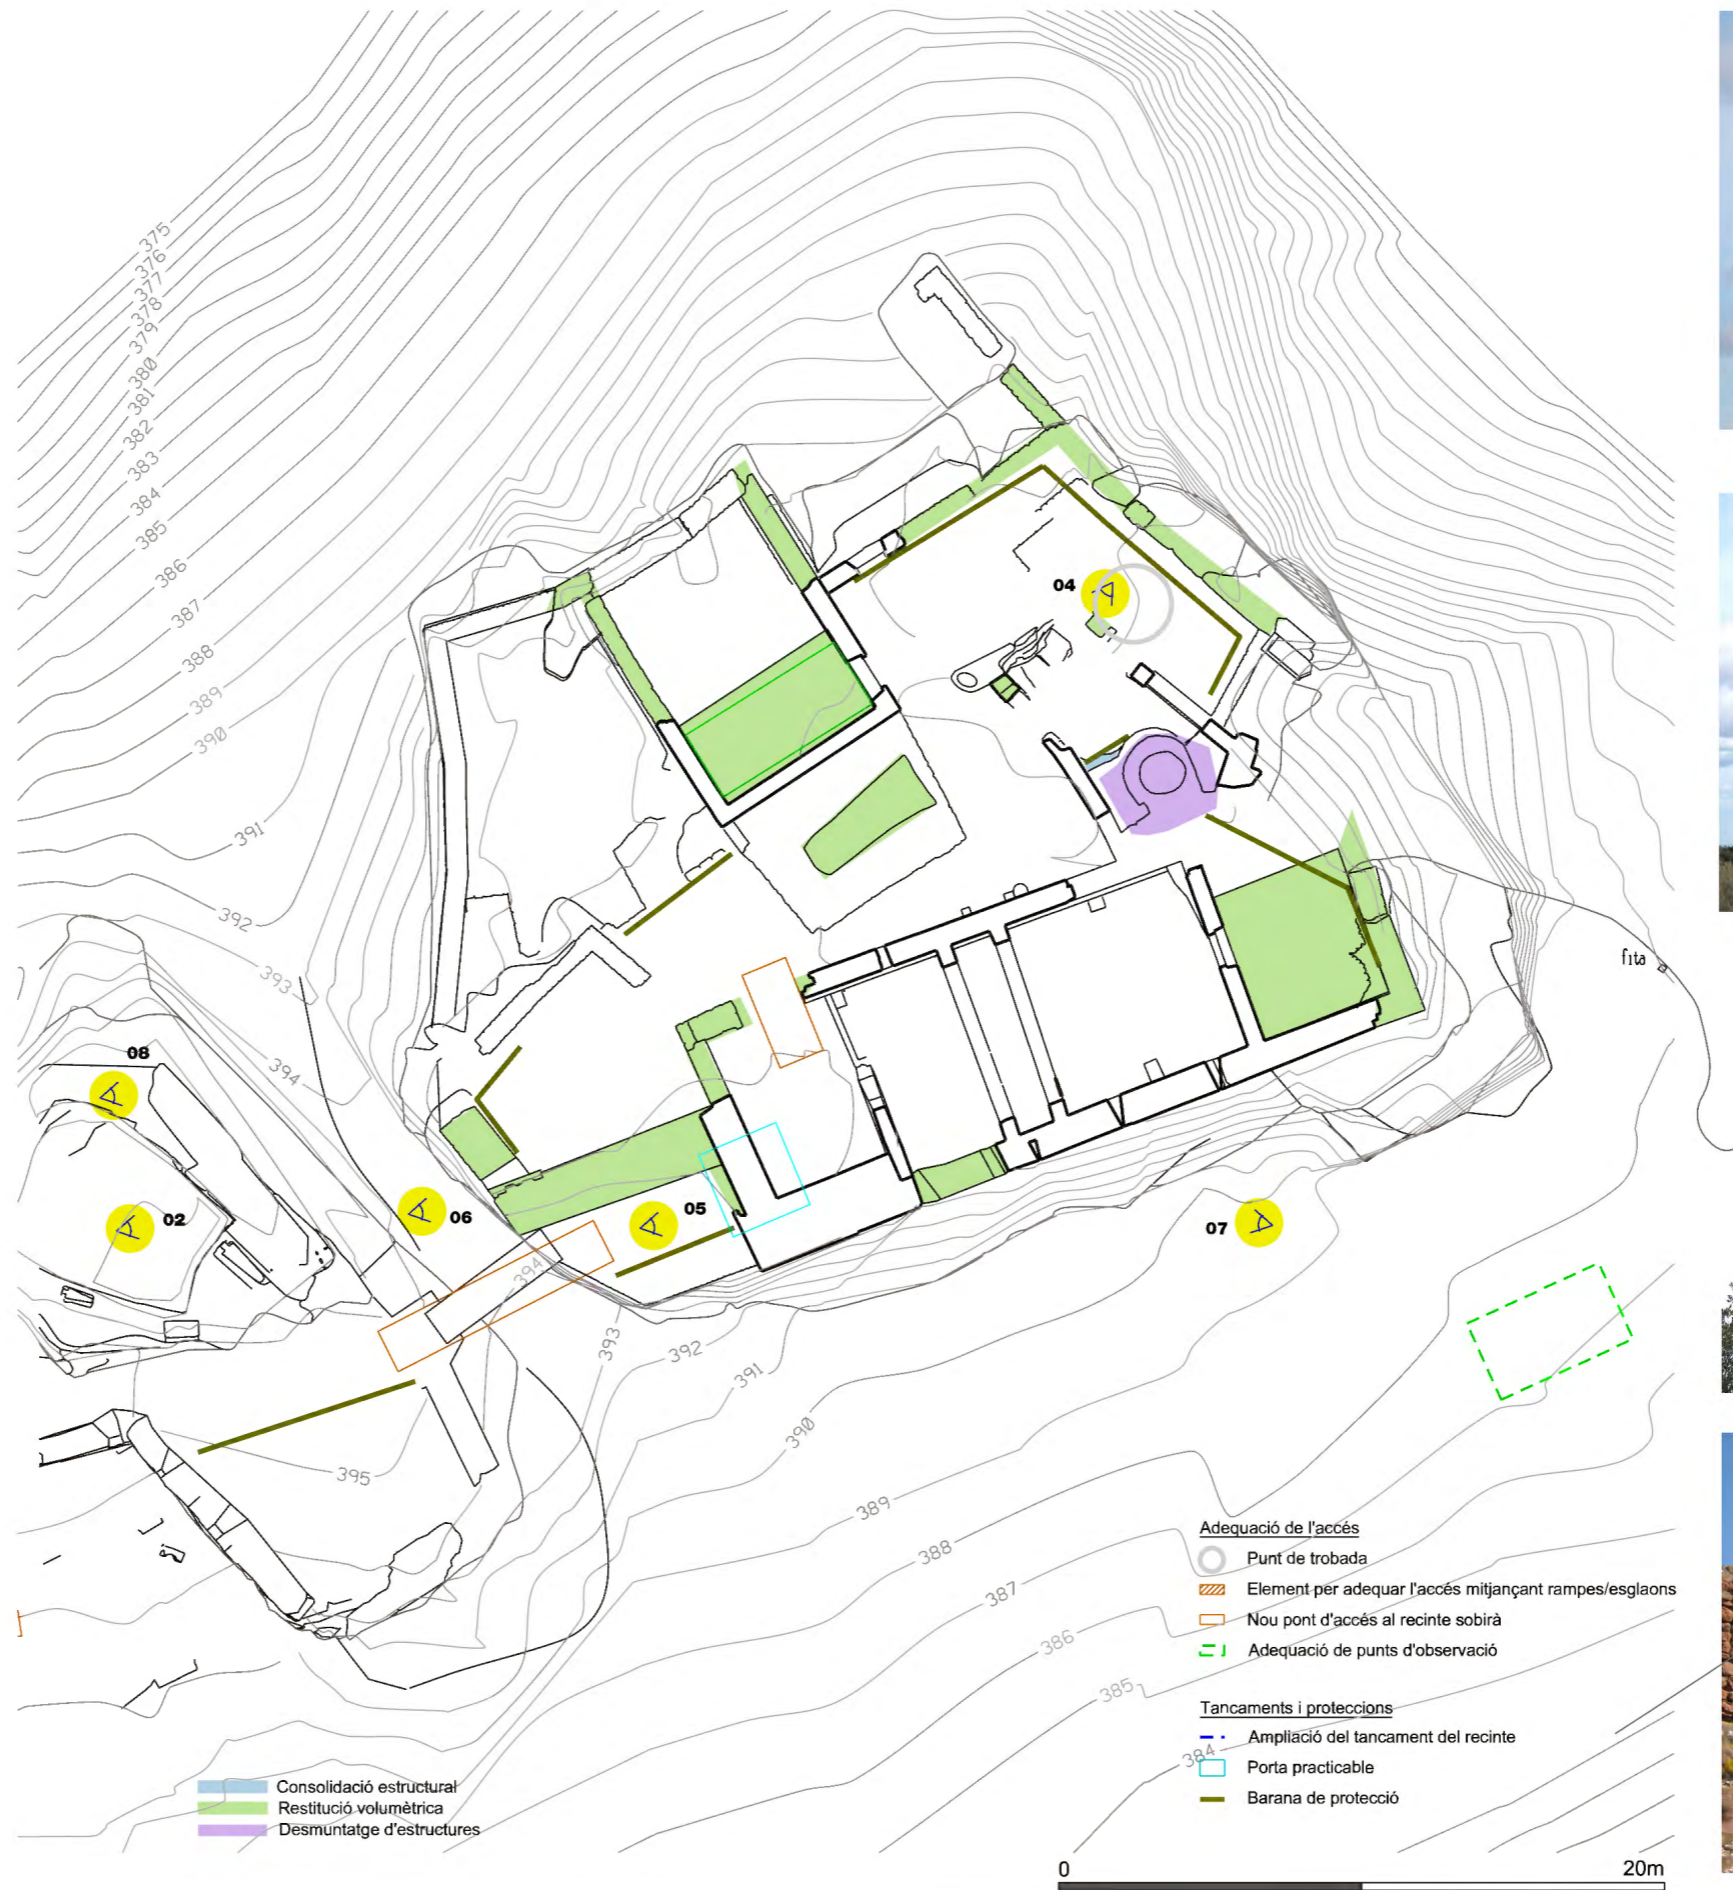 375
376
377
378
379
380
381
382
383
384
385
386
387
388
389
390
391
392
393
394
04
fita
08
02
06
05
07
394
393
392
391
390
389
388
387
386
385
384
395
Adequació de l'accés
Punt de trobada
Element per adequar l'accés mitjançant rampes/esglaons
Nou pont d'accés al recinte sobirà
Adequació de punts d'observació
Tancaments i proteccions
Ampliació del tancament del recinte
Porta practicable
Barana de protecció
Consolidació estructural
Restitució volumètrica
Desmuntatge d'estructures
0 20m